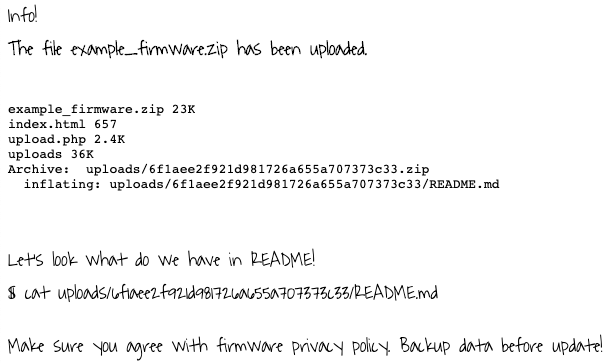 Info!
The file example_firmware.zip has been uploaded.
example_firmware.zip 23K
index.html 657
upload.php 2.4K
uploads 36K
Archive:  uploads/6f1aee2f921d981726a655a707373c33.zip
  inflating: uploads/6f1aee2f921d981726a655a707373c33/README.md
Let's look what do we have in README!
$ cat uploads/6f1aee2f921d981726a655a707373c33/README.md
Make sure you agree with firmware privacy policy. Backup data before update!